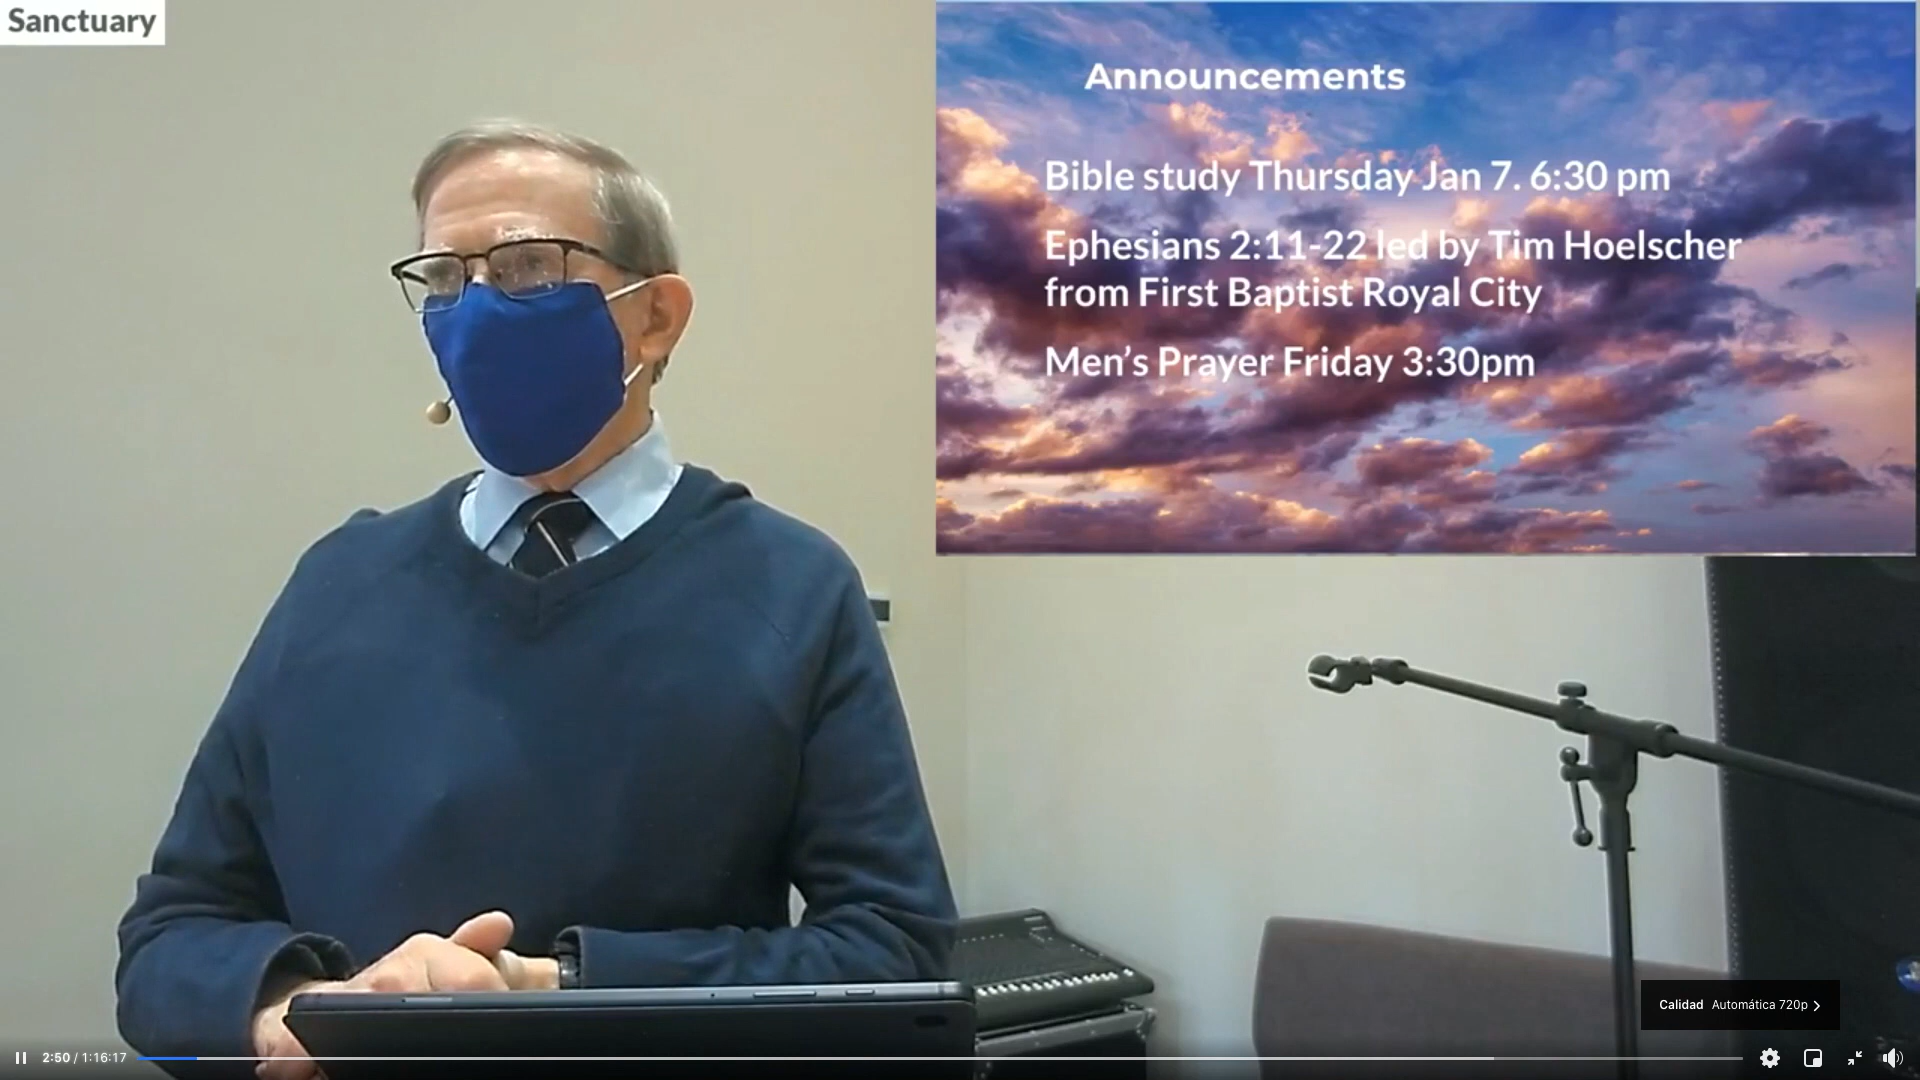 Sanctuary
Announcements
Bible study Thursday Jan 7. 6:30 pm
Ephesians 2:11-22 led by Tim Hoelscher
from First Baptist Royal City
Men’s Prayer Friday 3:30pm
Calidad Automática 720p
2:50 / 1:16:17